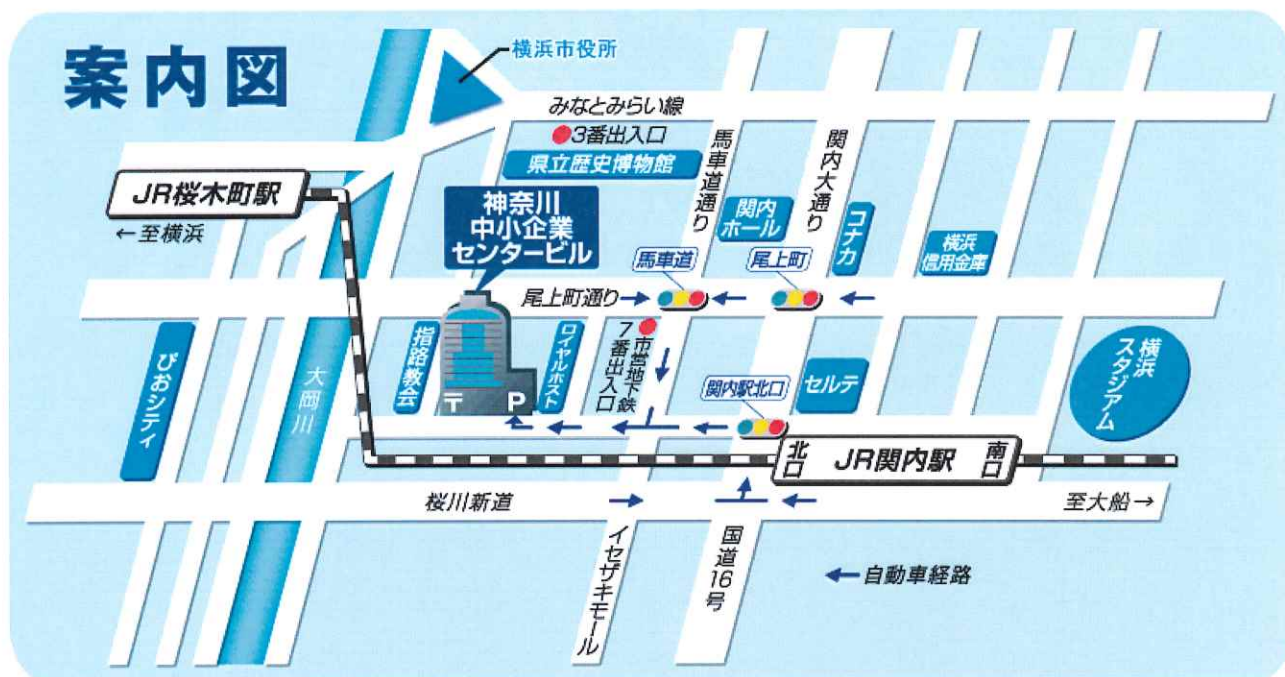 案内図
横浜市役所
みなとみらい線
3番出入口
県立歴史博物館
馬車道通り
関内大通り
JR桜木町駅
←至横浜
神奈川
中小企業
センタービル
関内
ホール
コナカ
横浜
信用金庫
馬車道
尾上町
尾上町通り
ぴおシティ
大岡川
指路教会
〒
P
ロイヤルホスト
市営地下鉄
7番出入口
関内駅北口
セルテ
横浜
スタジアム
北口
JR関内駅
南口
桜川新道
至大船→
イセザキモール
国道16号
←自動車経路